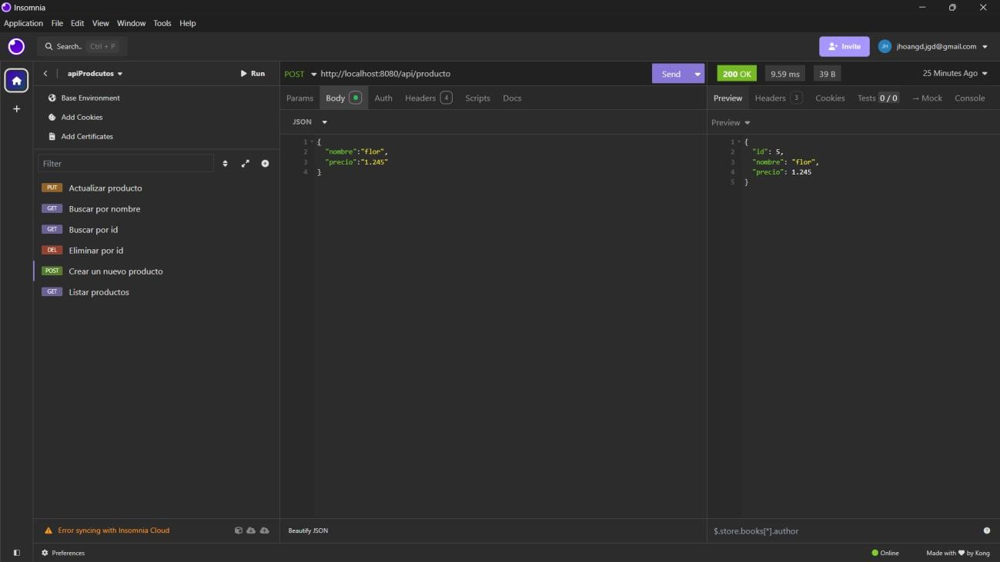 Insomnia
Application File Edit View Window Tools Help
Search.. Ctrl + P
Invite JH jhoangd.jgd@gmail.com
apiProdcutos Run
Base Environment
Add Cookies
Add Certificates
Filter
PUT Actualizar producto
GET Buscar por nombre
GET Buscar por id
DEL Eliminar por id
POST Crear un nuevo producto
GET Listar productos
Error syncing with Insomnia Cloud
Preferences
POST http://localhost:8080/api/producto Send
Params Body Auth Headers 4 Scripts Docs
JSON
1 {
2 "nombre":"flor",
3 "precio":"1.245"
4 }
Beautify JSON
200 OK 9.59 ms 39 B 25 Minutes Ago
Preview Headers 3 Cookies Tests 0 / 0 → Mock Console
Preview
1 {
2 "id": 5,
3 "nombre": "flor",
4 "precio": 1.245
5 }
$.store.books[*].author
Online Made with ♥ by Kong